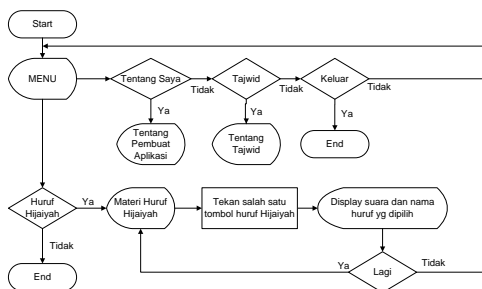 Start
MENU
Tentang Saya
Tidak
Tajwid
Tidak
Keluar
Tidak
Ya
Ya
Ya
Tentang
Pembuat
Aplikasi
Tentang
Tajwid
End
Huruf
Hijaiyah
Ya
Materi Huruf
Hijaiyah
Tekan salah satu
tombol huruf Hijaiyah
Display suara dan nama
huruf yg dipilih
Tidak
End
Ya
Lagi
Tidak